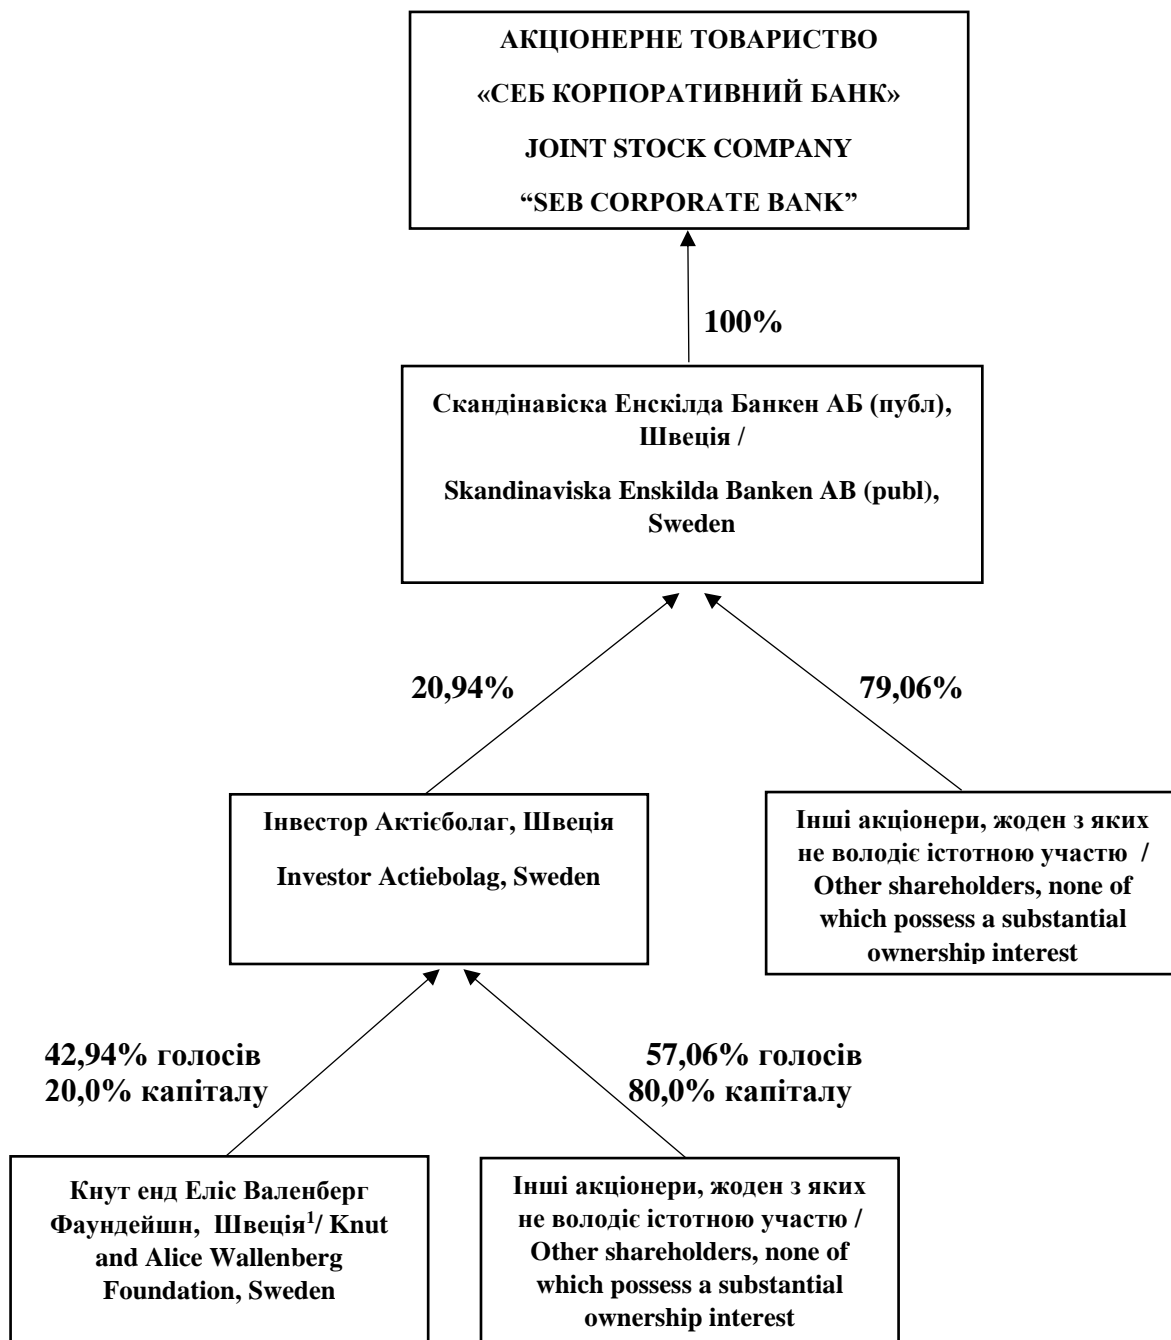 АКЦІОНЕРНЕ ТОВАРИСТВО
«СЕБ КОРПОРАТИВНИЙ БАНК»
JOINT STOCK COMPANY
“SEB CORPORATE BANK”
100%
Скандінавіска Енскілда Банкен АБ (публ),
Швеція /
Skandinaviska Enskilda Banken AB (publ),
Sweden
20,94%
79,06%
Інвестор Актієболаг, Швеція
Investor Actiebolag, Sweden
Інші акціонери, жоден з яких
не володіє істотною участю /
Other shareholders, none of
which possess a substantial
ownership interest
42,94% голосів
20,0% капіталу
57,06% голосів
80,0% капіталу
Кнут енд Еліс Валенберг
Фаундейшн, Швеція¹/ Knut
and Alice Wallenberg
Foundation, Sweden
Інші акціонери, жоден з яких
не володіє істотною участю /
Other shareholders, none of
which possess a substantial
ownership interest